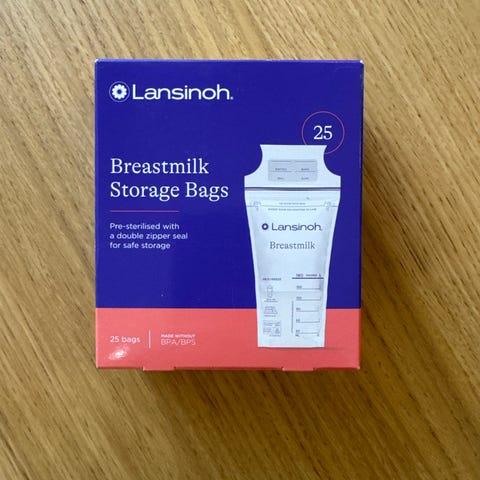 Lansinoh®
25
Breastmilk
Storage Bags
Pre-sterilised with
a double zipper seal
for safe storage
Lansinoh®
Breastmilk
25 bags
MADE WITHOUT
BPA/BPS